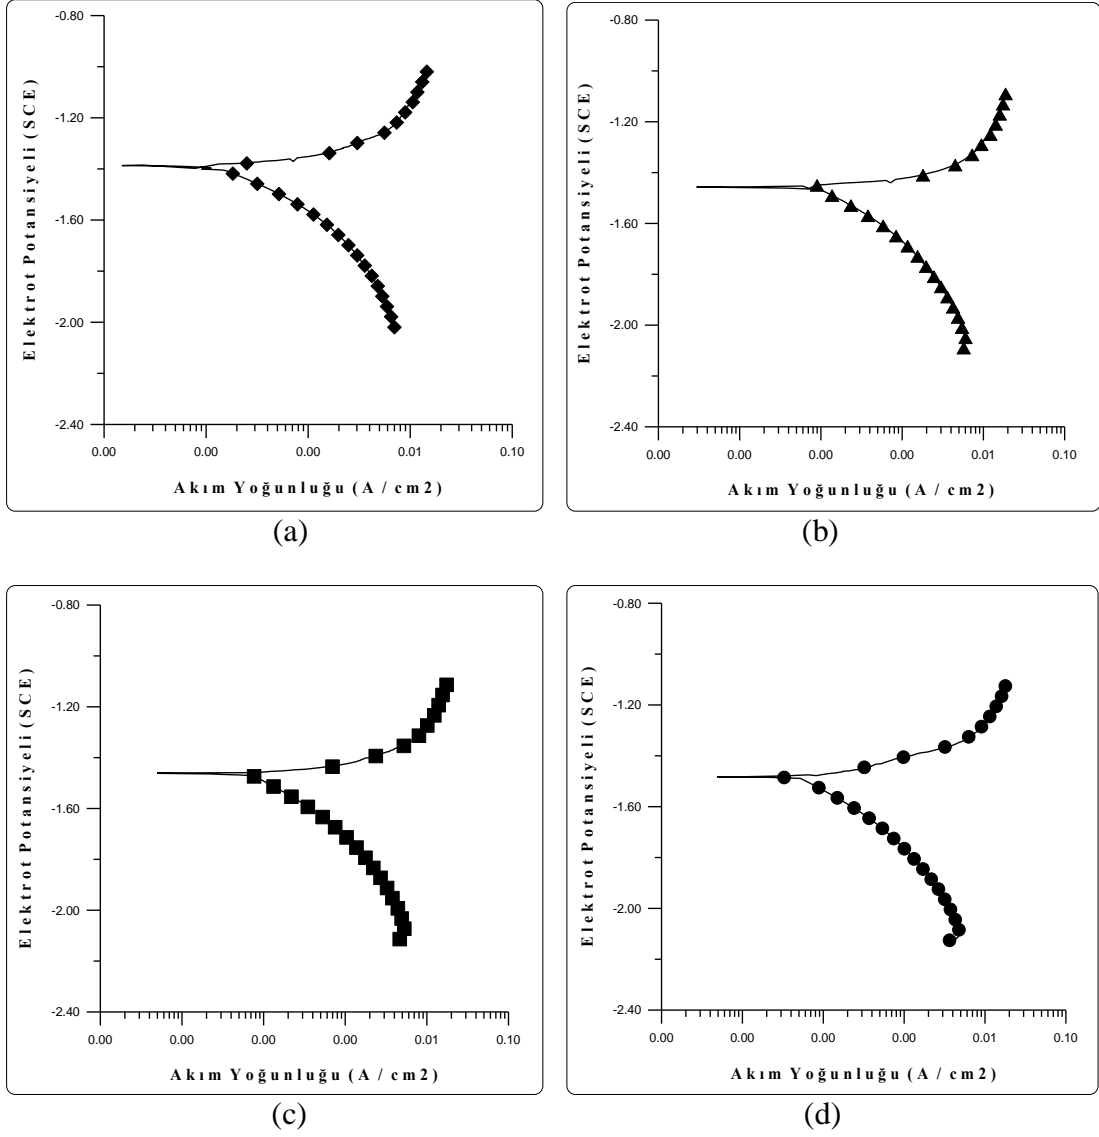 -0.80
-1.20
-1.60
-2.00
-2.40
Elektrot Potansiyeli (SCE)
0.00 0.00 0.00 0.01 0.10
Akım Yoğunluğu (A / cm2)
(a)
-0.80
-1.20
-1.60
-2.00
-2.40
Elektrot Potansiyeli (SCE)
0.00 0.00 0.00 0.00 0.01 0.10
Akım Yoğunluğu (A / cm2)
(b)
-0.80
-1.20
-1.60
-2.00
-2.40
Elektrot Potansiyeli (SCE)
0.00 0.00 0.00 0.00 0.01 0.10
Akım Yoğunluğu (A / cm2)
(c)
-0.80
-1.20
-1.60
-2.00
-2.40
Elektrot Potansiyeli (SCE)
0.00 0.00 0.00 0.00 0.01 0.10
Akım Yoğunluğu (A / cm2)
(d)